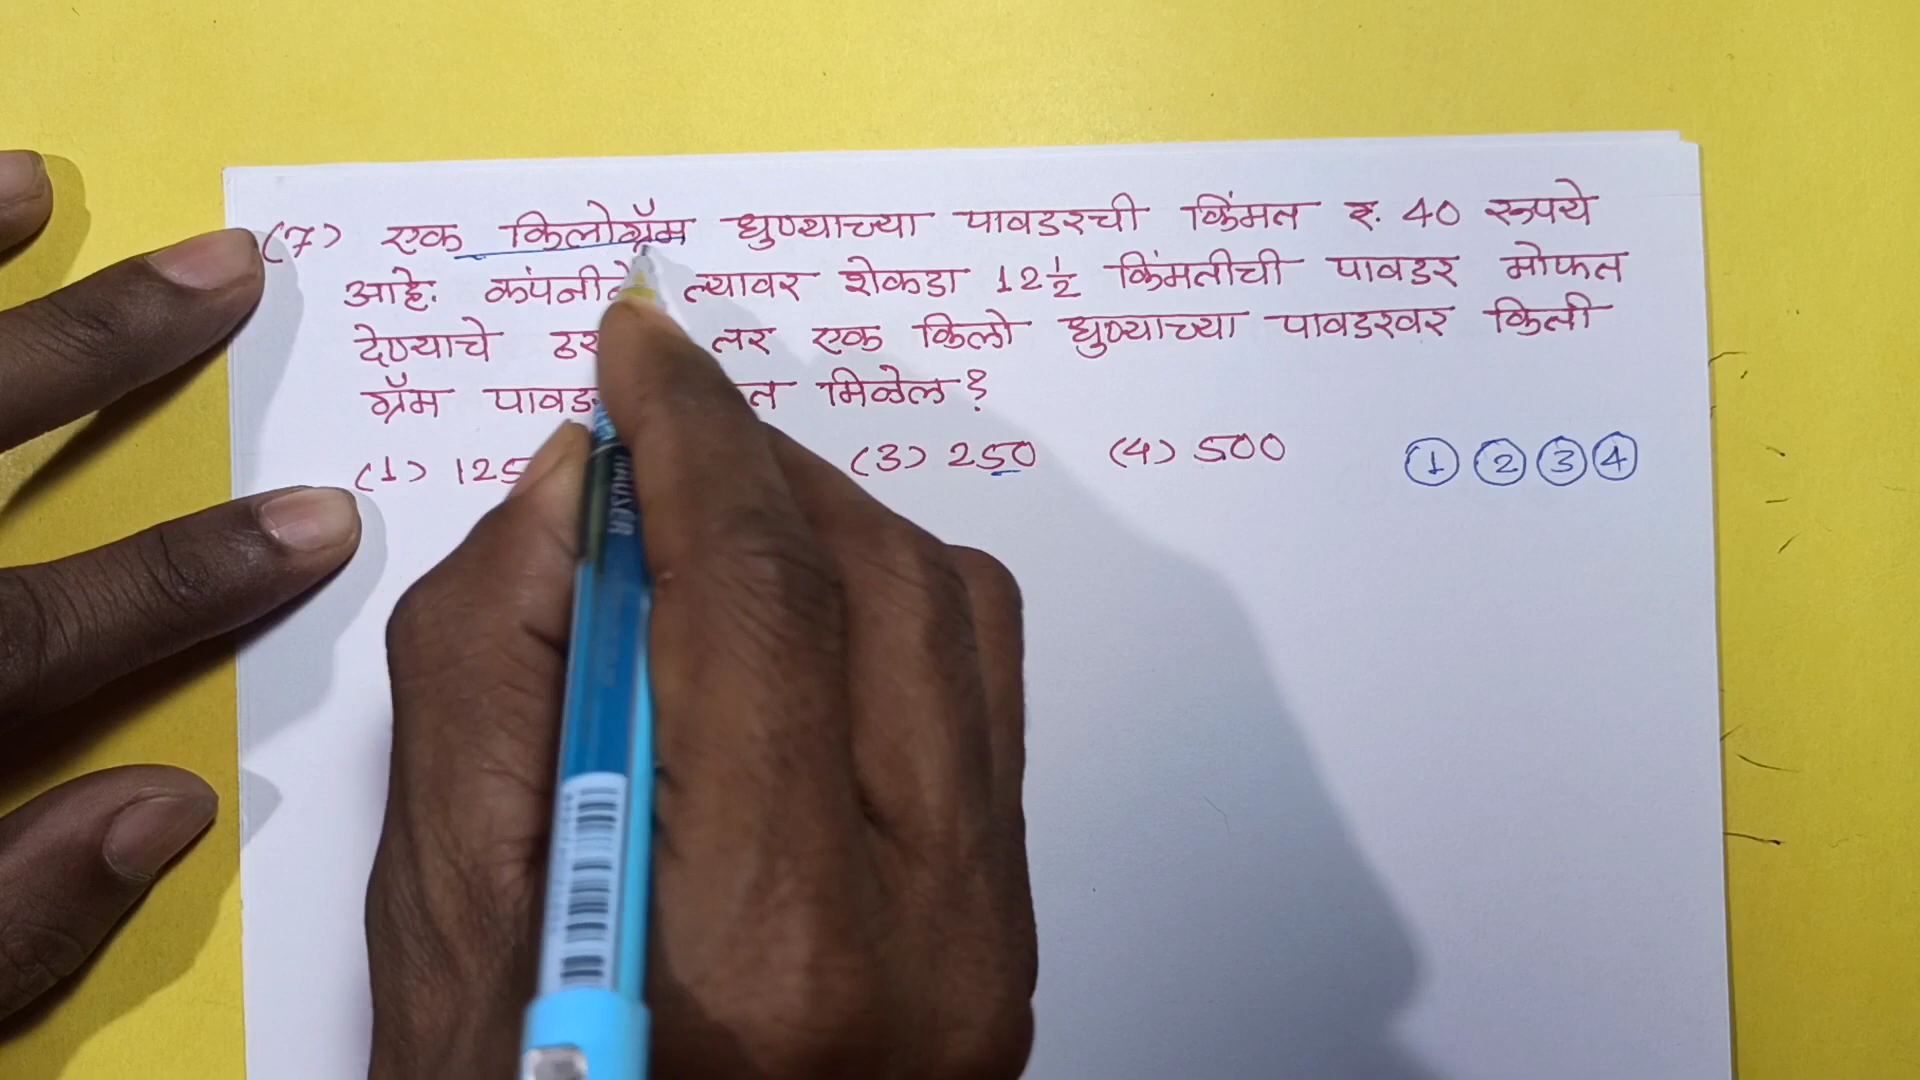 (7) एक किलोग्रॅम धुण्याच्या पावडरची किंमत रु. 40 रूपये
आहे. कंपनीने त्यावर शेकडा 12½ किंमतीची पावडर मोफत
देण्याचे तर एक किलो धुण्याच्या पावडरवर किती
ग्रॅम मिळेल?
(1) 125 (3) 250 (4) 500 ① ② ③ ④
HAUSER